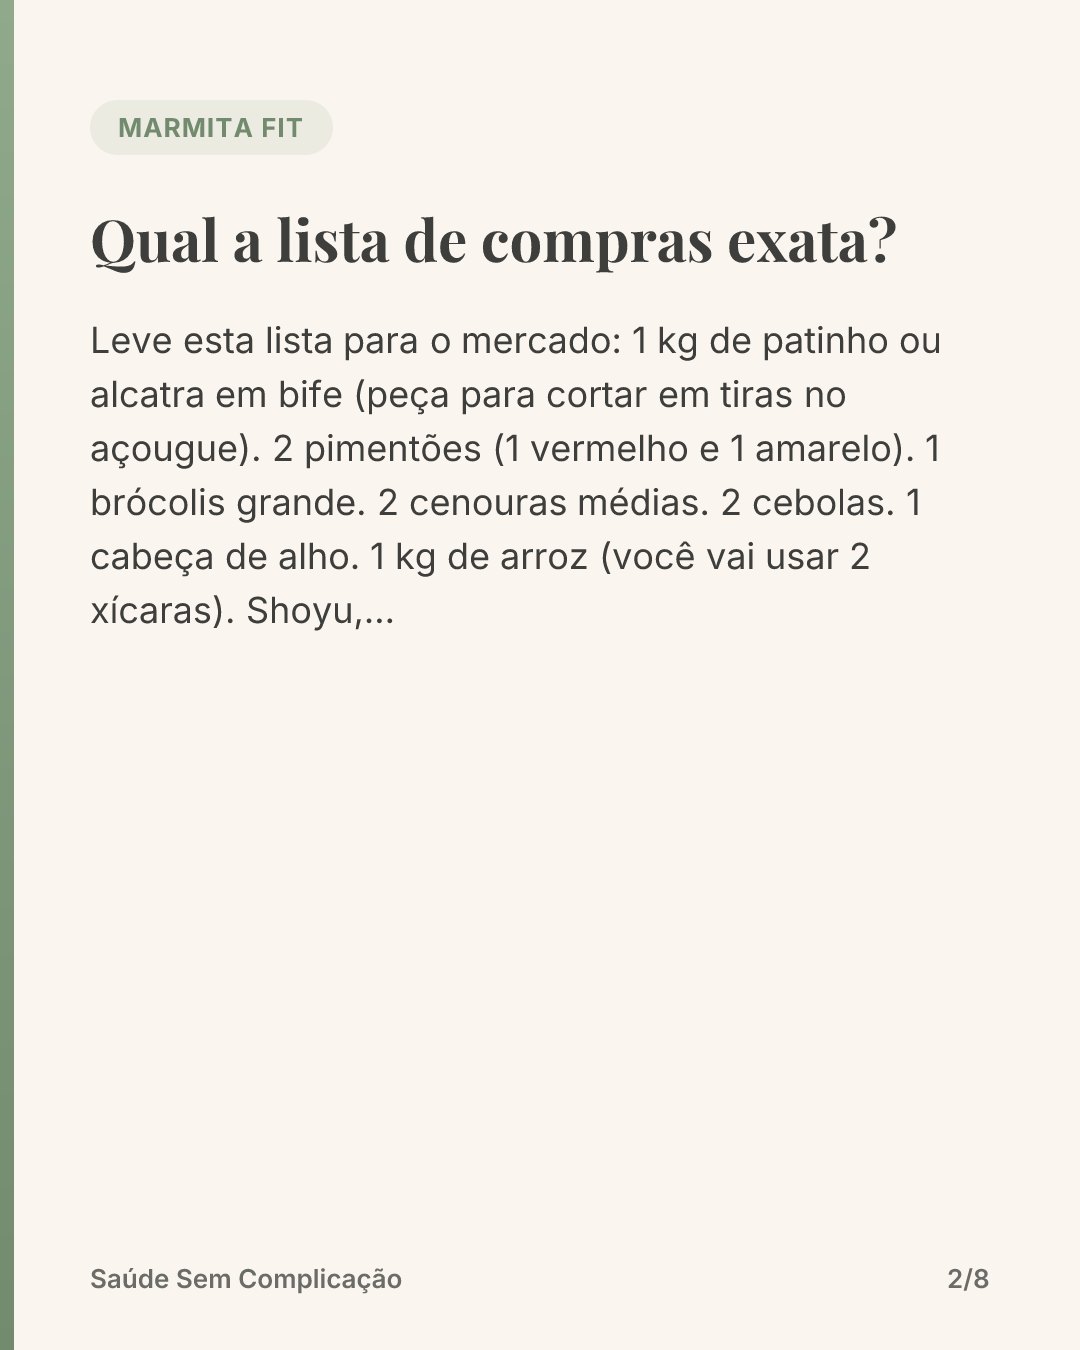 MARMITA FIT
Qual a lista de compras exata?
Leve esta lista para o mercado: 1 kg de patinho ou
alcatra em bife (peça para cortar em tiras no
açougue). 2 pimentões (1 vermelho e 1 amarelo). 1
brócolis grande. 2 cenouras médias. 2 cebolas. 1
cabeça de alho. 1 kg de arroz (você vai usar 2
xícaras). Shoyu,...
Saúde Sem Complicação
2/8